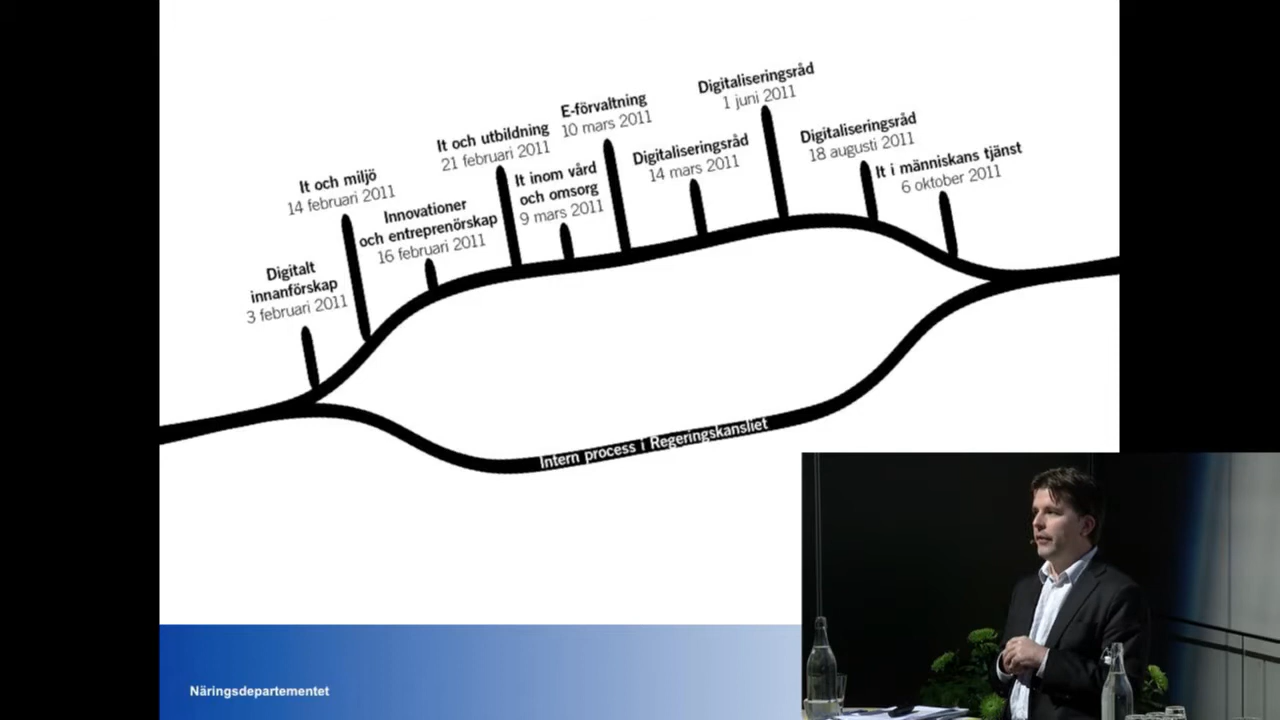 Digitalt
innanförskap
3 februari 2011
It och miljö
14 februari 2011
Innovationer
och entreprenörskap
16 februari 2011
It och utbildning
21 februari 2011
It inom vård
och omsorg
9 mars 2011
E-förvaltning
10 mars 2011
Digitaliseringsråd
14 mars 2011
Digitaliseringsråd
1 juni 2011
Digitaliseringsråd
18 augusti 2011
It i människans tjänst
6 oktober 2011
Intern process i Regeringskansliet
Näringsdepartementet